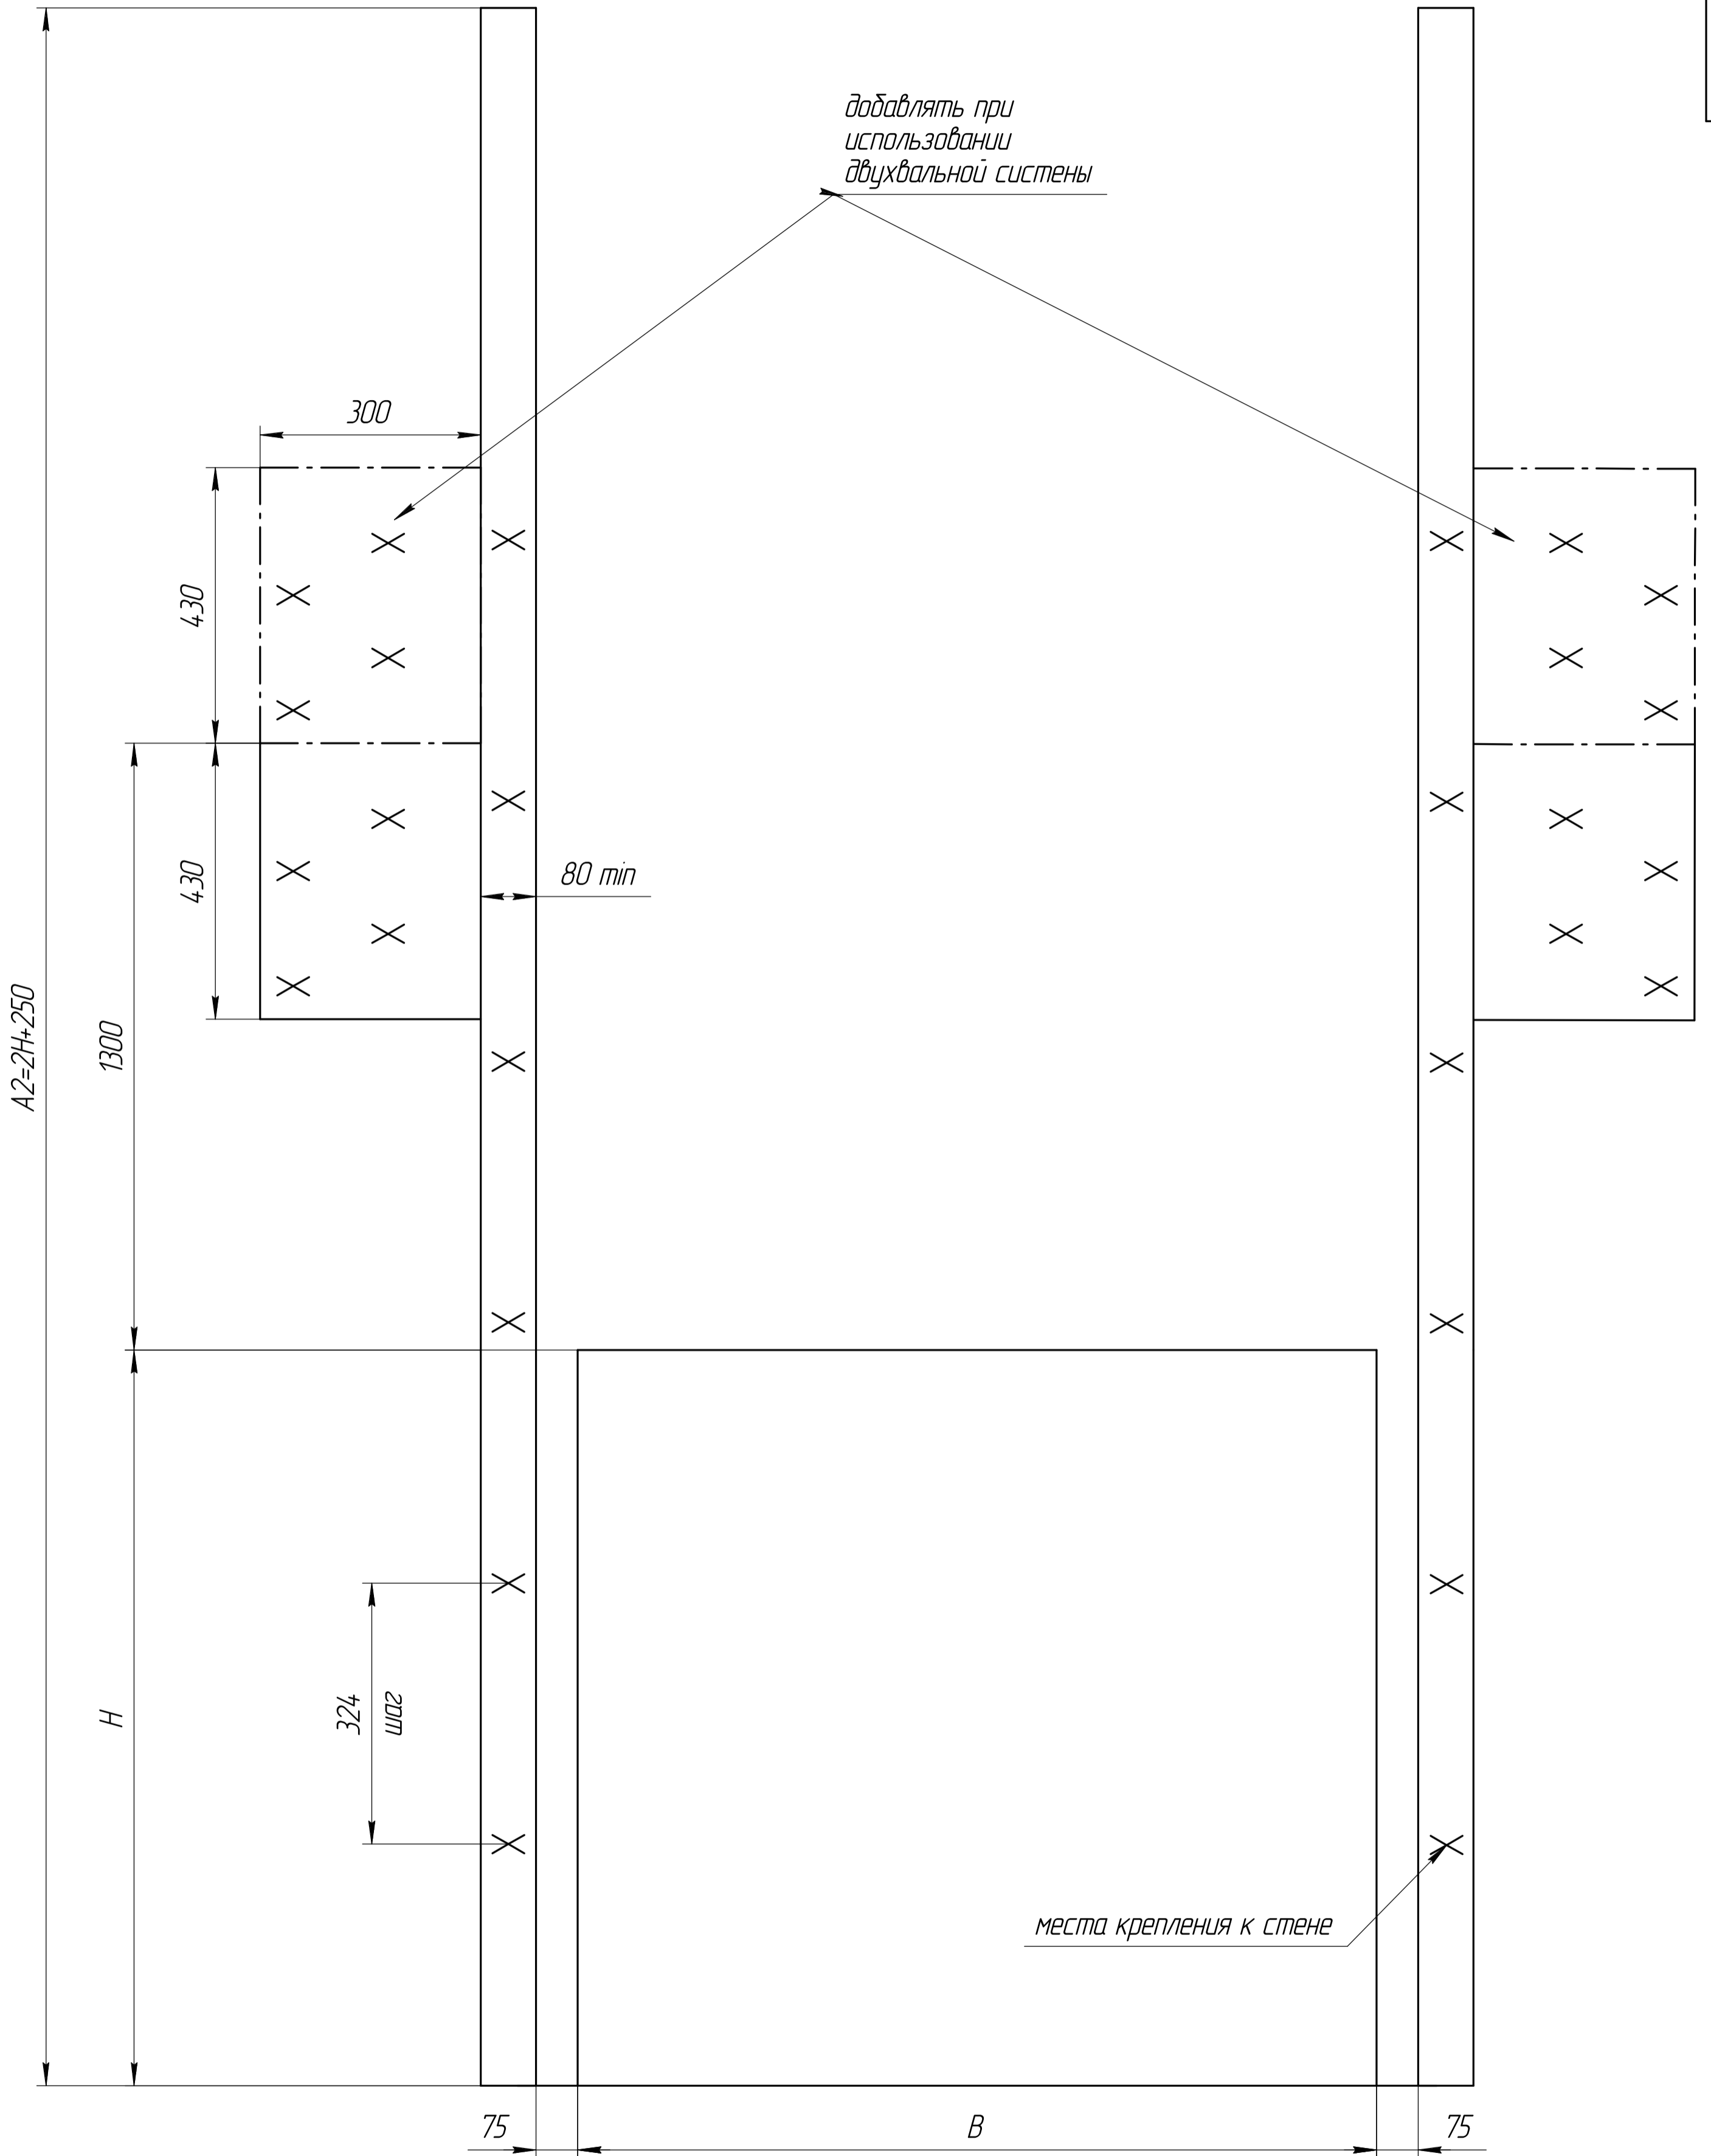 добавлять при
использовании
двухвальной системы
300
430
430
80 min
1300
A2=2H+250
H
324
шаг
места крепления к стене
75
B
75